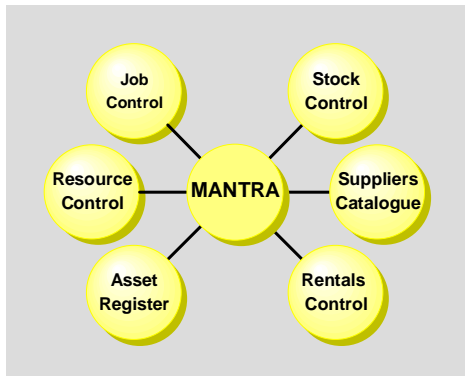 Job
Control
Stock
Control
Resource
Control
MANTRA
Suppliers
Catalogue
Asset
Register
Rentals
Control